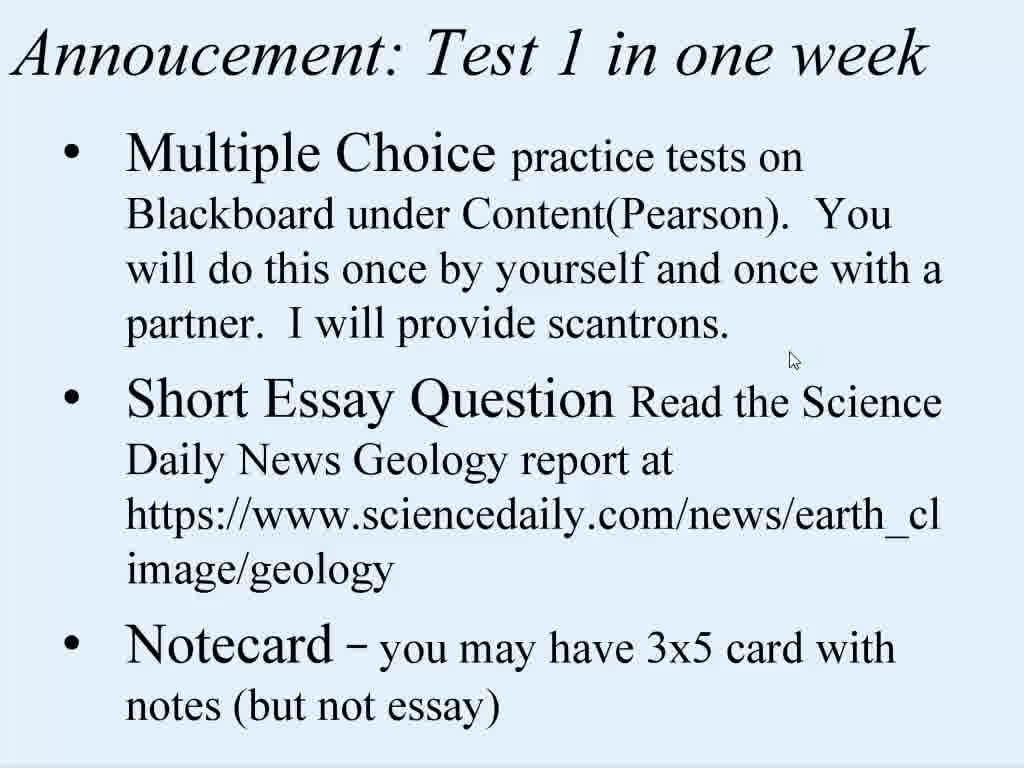 Annoucement: Test 1 in one week
• Multiple Choice practice tests on
Blackboard under Content(Pearson). You
will do this once by yourself and once with a
partner. I will provide scantrons.
• Short Essay Question Read the Science
Daily News Geology report at
https://www.sciencedaily.com/news/earth_cl
image/geology
• Notecard – you may have 3x5 card with
notes (but not essay)